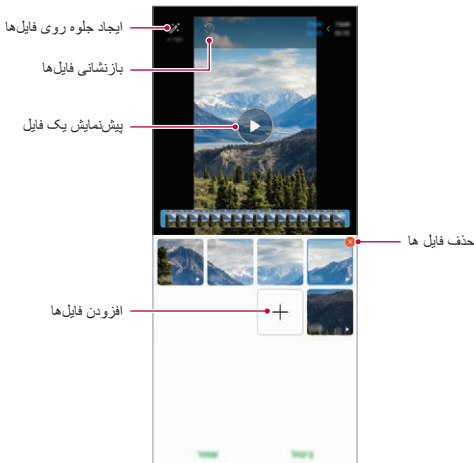 ایجاد جلوه روی فایل‌ها
بازنشانی فایل‌ها
پیش‌نمایش یک فایل
حذف فایل ها
افزودن فایل‌ها